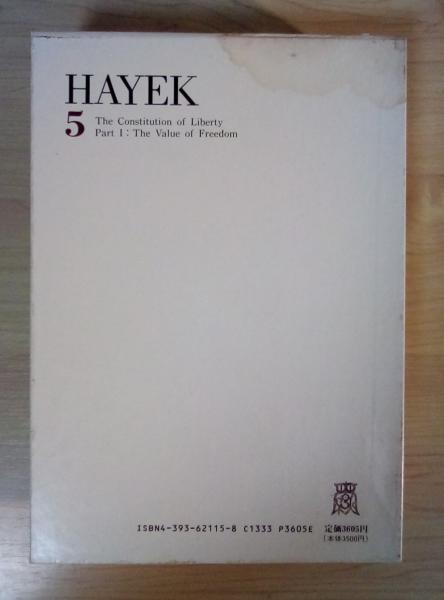 HAYEK
5 The Constitution of Liberty
Part I: The Value of Freedom
ISBN4-393-62115-8 C1333 P3605E 定価3605円
(本体3500円)